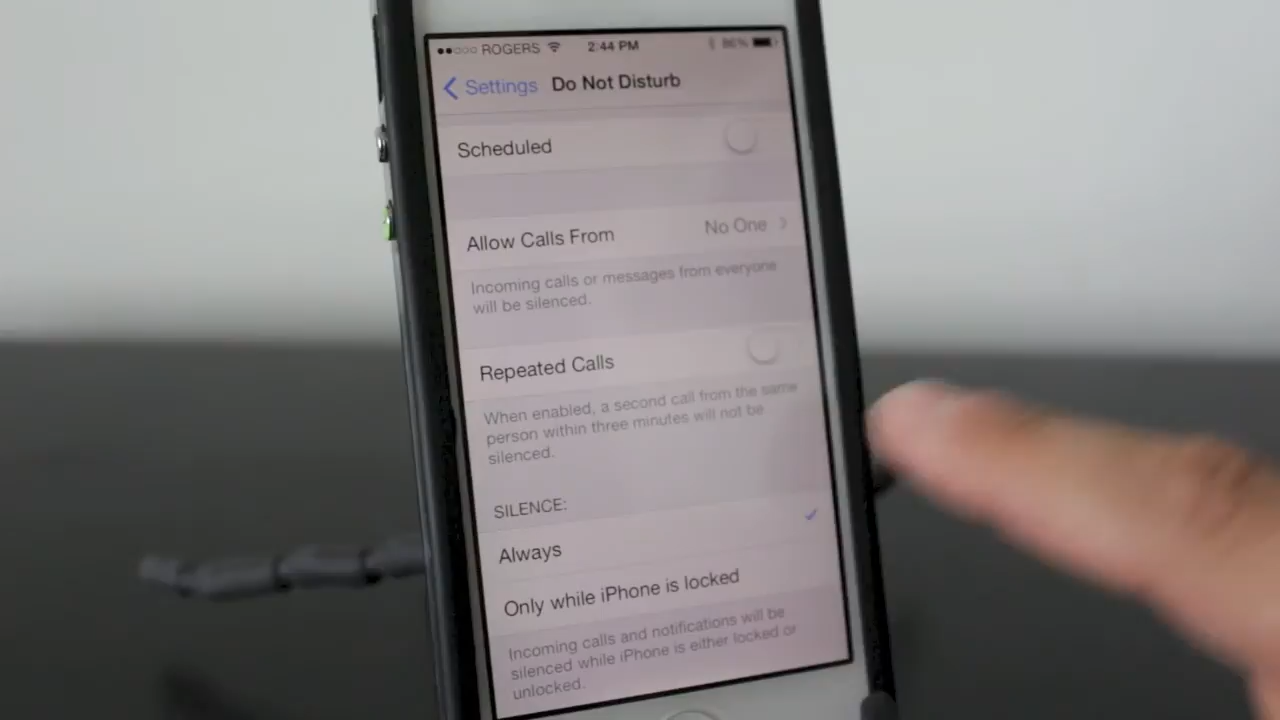 ROGERS 2:44 PM 86%
Settings Do Not Disturb
Scheduled
Allow Calls From No One
Incoming calls or messages from everyone
will be silenced.
Repeated Calls
When enabled, a second call from the same
person within three minutes will not be
silenced.
SILENCE:
Always
Only while iPhone is locked
Incoming calls and notifications will be
silenced while iPhone is either locked or
unlocked.